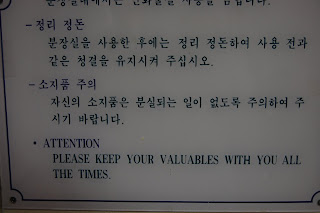 - 정리 정돈
분장실을 사용한 후에는 정리 정돈하여 사용 전과
같은 청결을 유지시켜 주십시오.
- 소지품 주의
자신의 소지품은 분실되는 일이 없도록 주의하여 주
시기 바랍니다.
• ATTENTION
PLEASE KEEP YOUR VALUABLES WITH YOU ALL
THE TIMES.